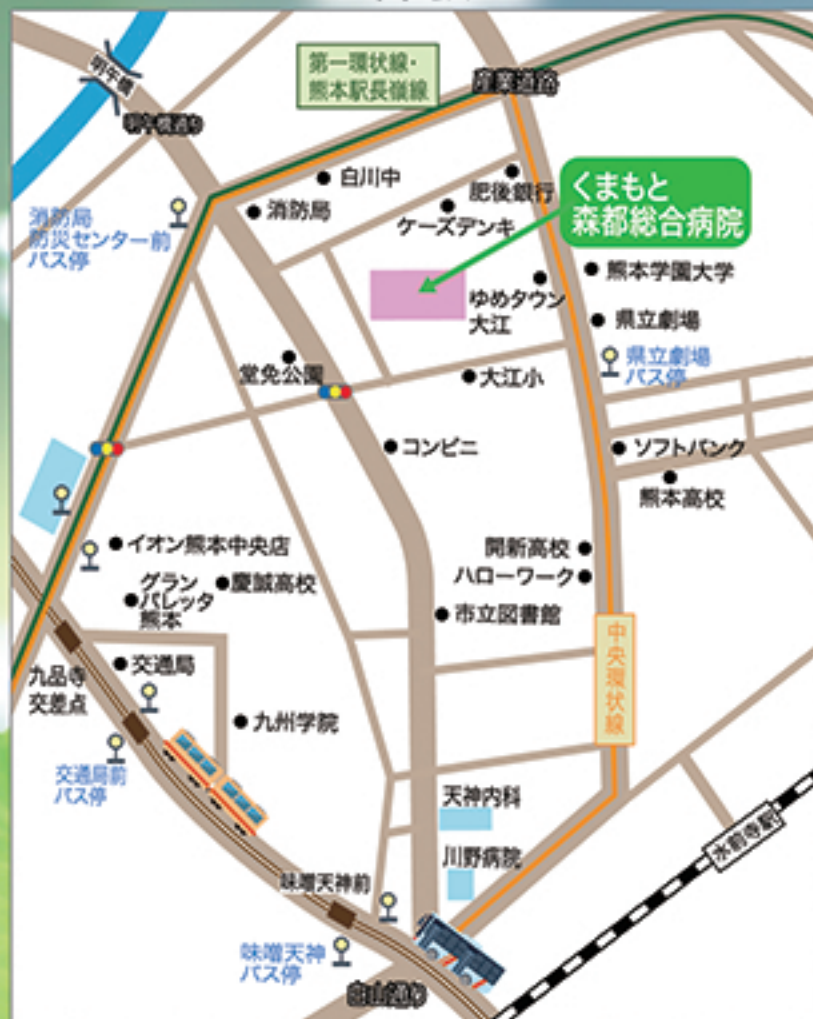 第一環状線・
熊本駅長嶺線
産業道路
明午橋
明午橋通り
白川中
肥後銀行
くまもと
森都総合病院
消防局
ケーズデンキ
消防局
防災センター前
バス停
熊本学園大学
ゆめタウン
大江
県立劇場
県立劇場
バス停
堂免公園
大江小
コンビニ
ソフトバンク
熊本高校
イオン熊本中央店
開新高校
グラン
パレッタ
熊本
慶誠高校
ハローワーク
市立図書館
中央環状線
九品寺
交差点
交通局
九州学院
交通局前
バス停
天神内科
水前寺駅
川野病院
味噌天神前
味噌天神
バス停
白山通り